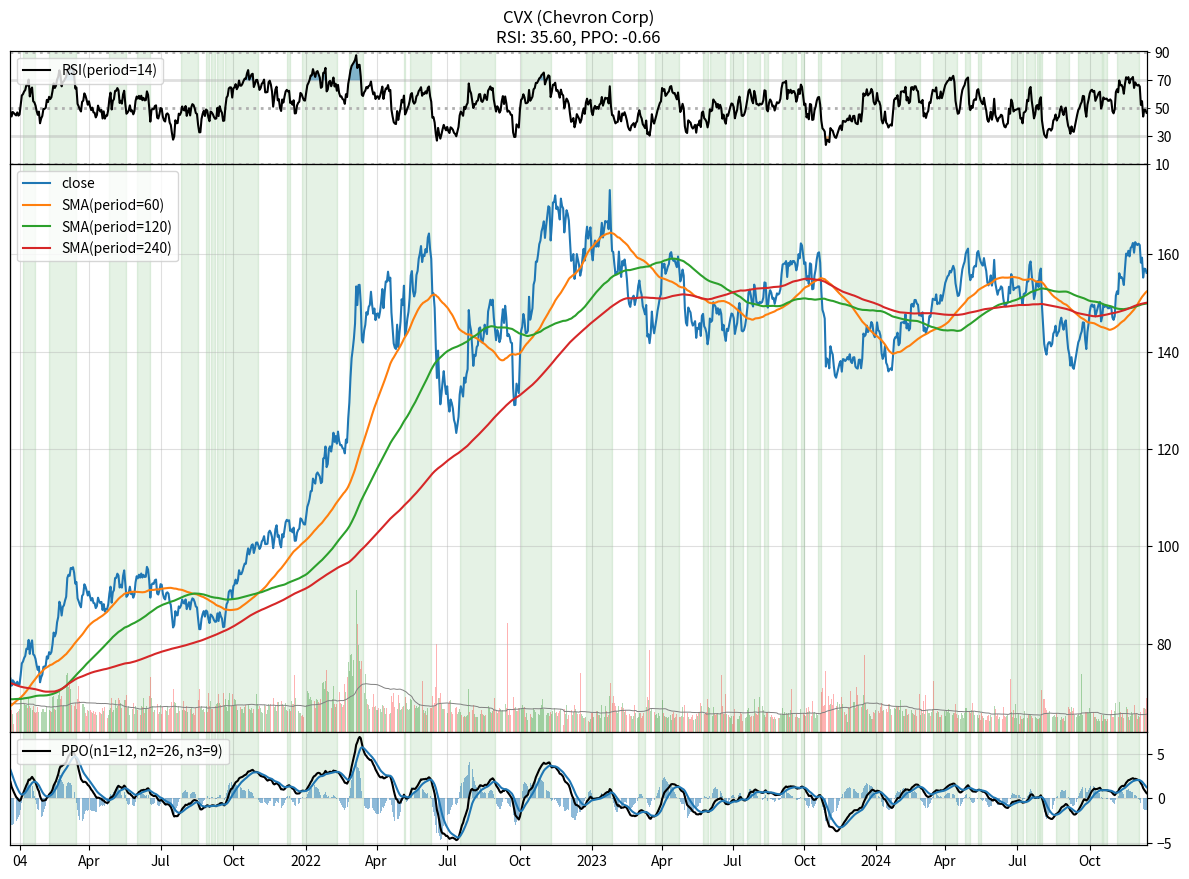 CVX (Chevron Corp)
RSI: 35.60, PPO: -0.66
RSI(period=14)
90
70
50
30
10
close
SMA(period=60)
SMA(period=120)
SMA(period=240)
160
140
120
100
80
PPO(n1=12, n2=26, n3=9)
5
0
−5
04 Apr Jul Oct 2022 Apr Jul Oct 2023 Apr Jul Oct 2024 Apr Jul Oct